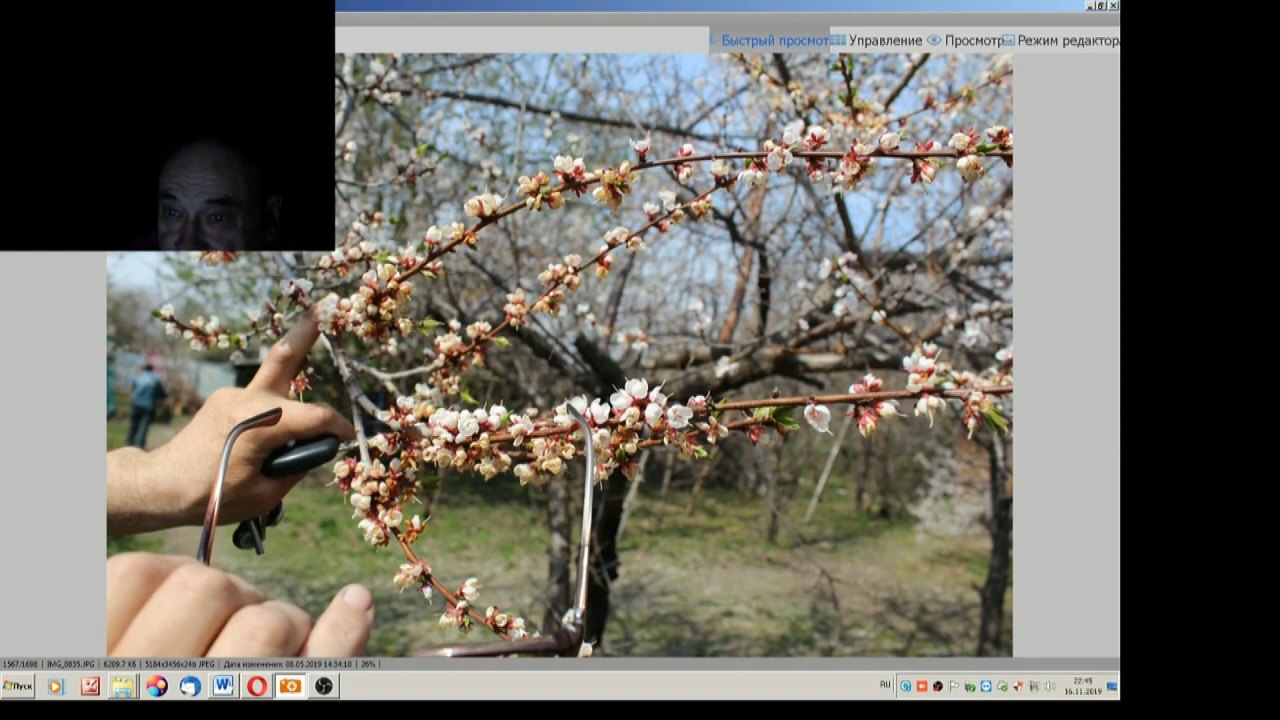 Быстрый просмот Управление Просмотр Режим редактор
1567/1698 | IMG_0835.JPG | 6209.7 КБ | 5184x3456x24b JPEG | Дата изменения: 08.05.2019 14:34:10 | 26% |
Пуск
RU
22:45
16.11.2019